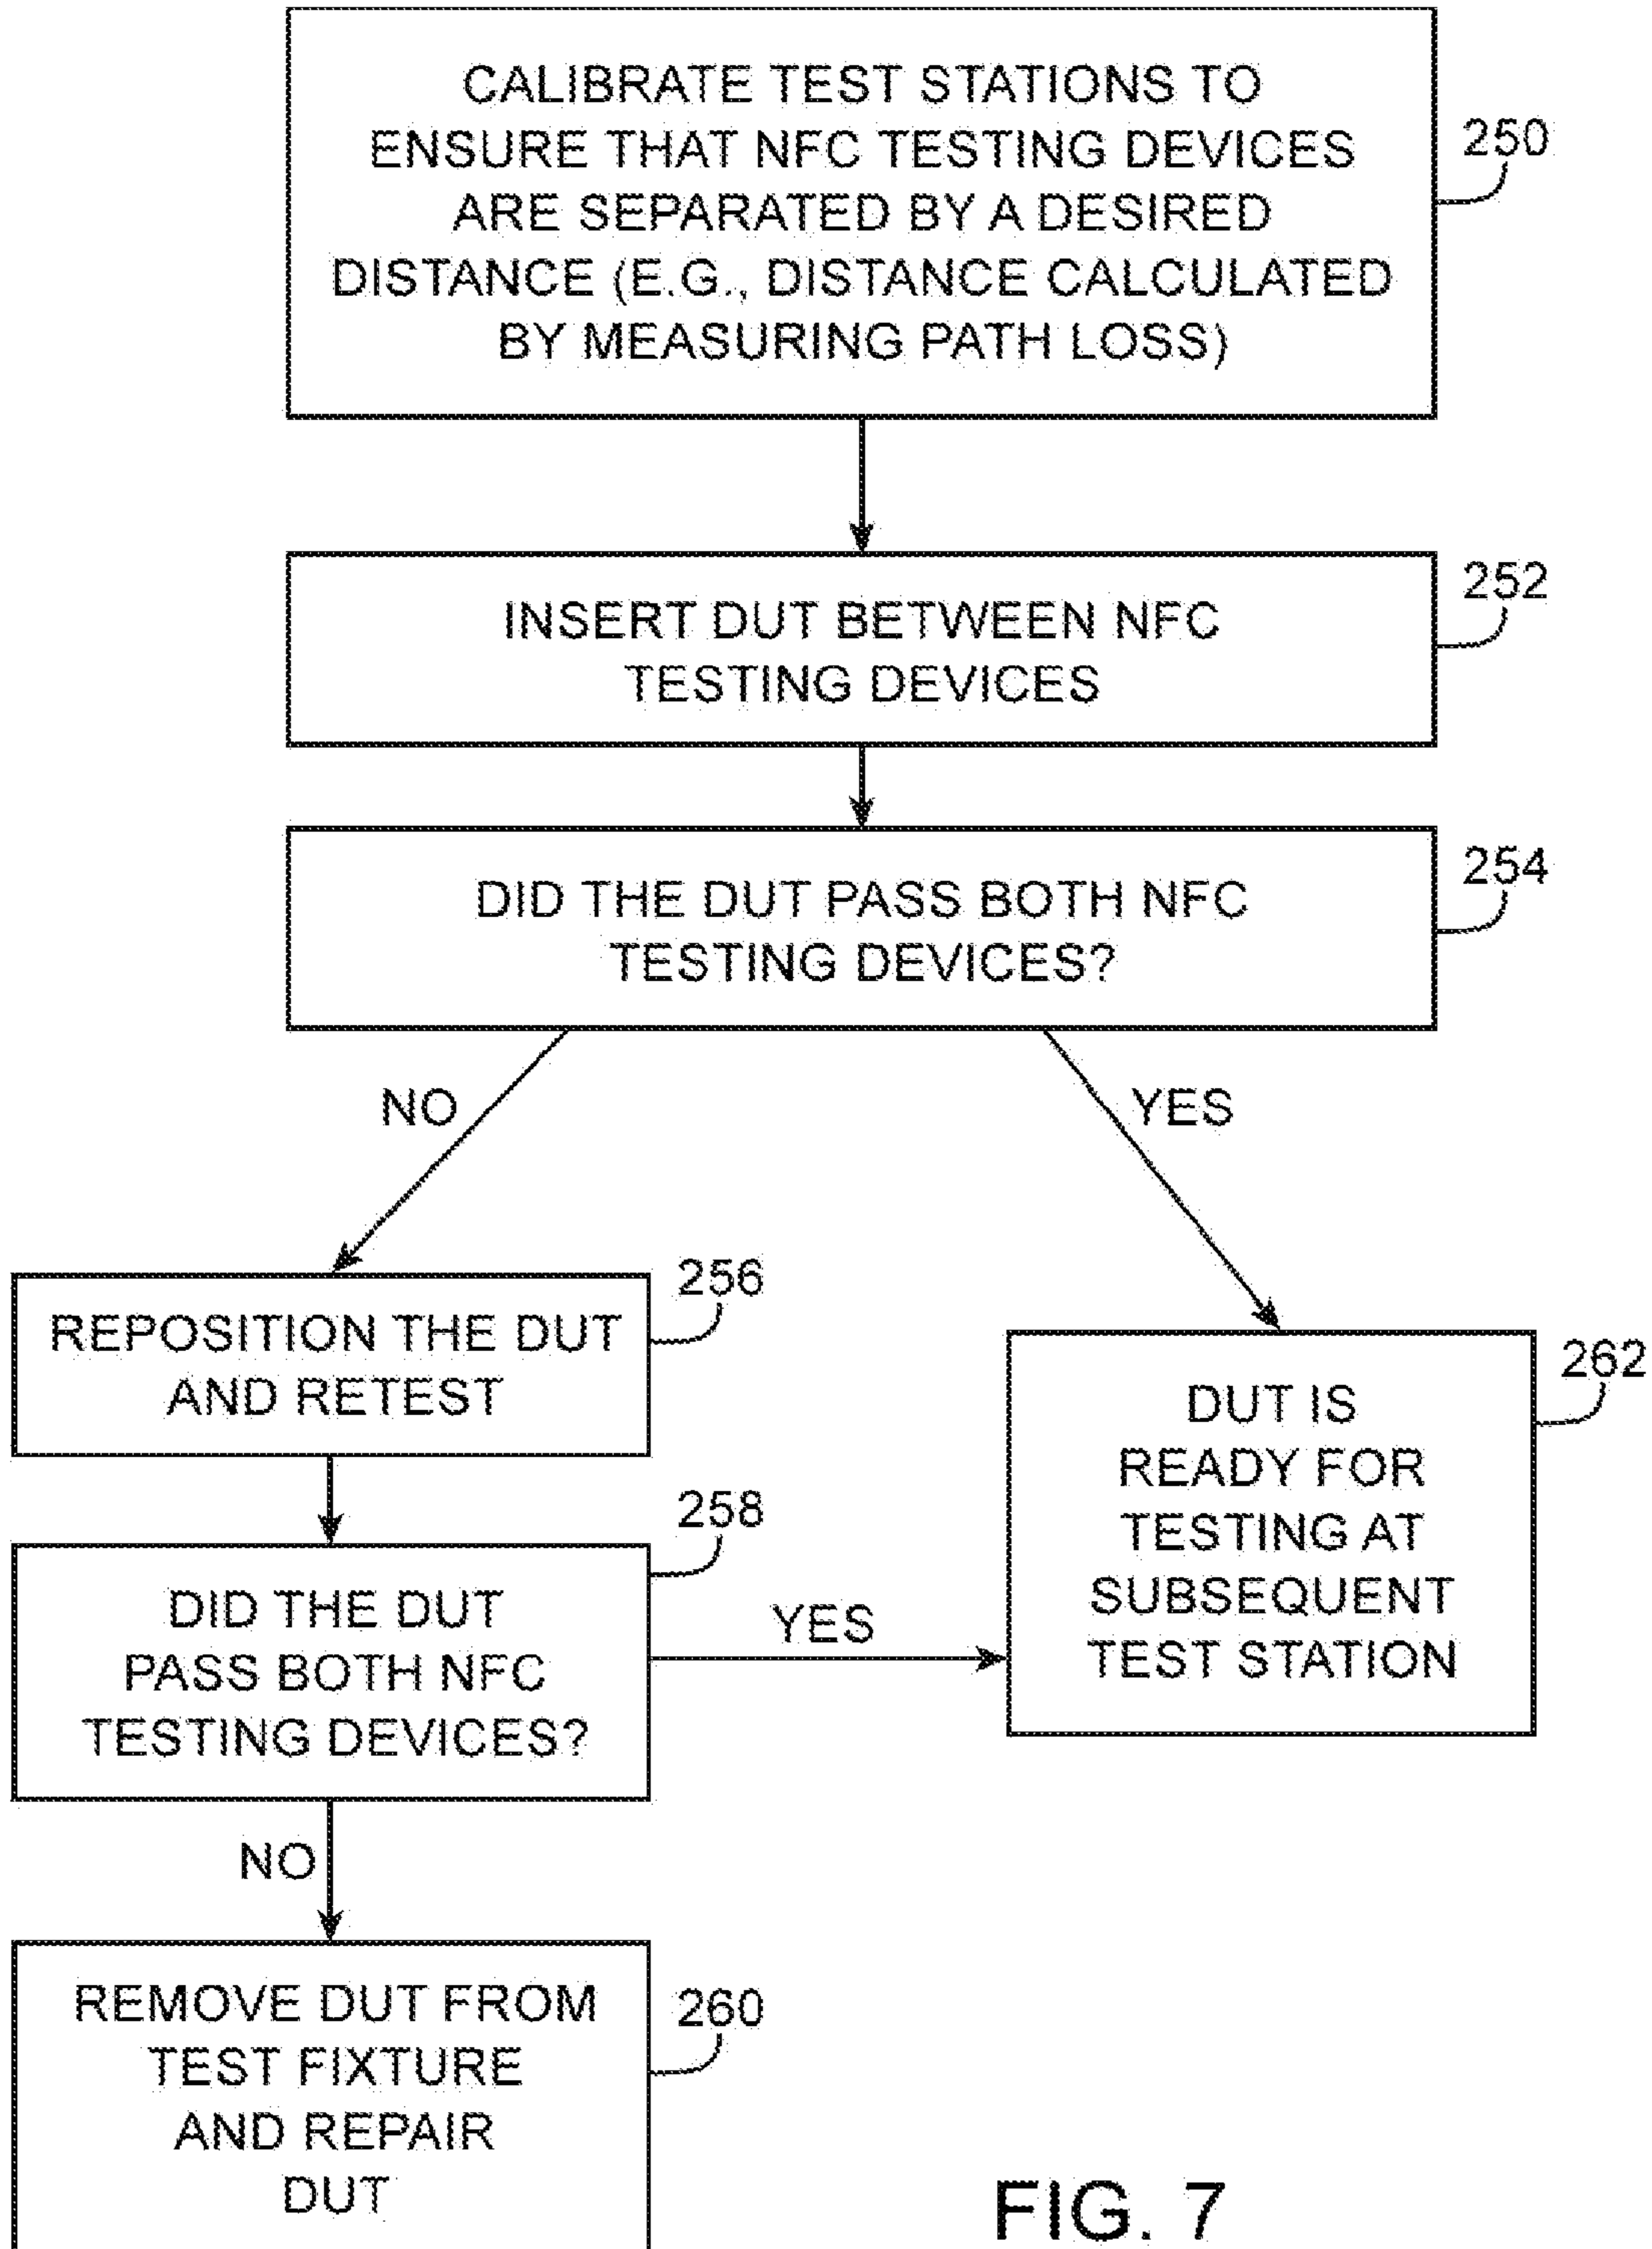 CALIBRATE TEST STATIONS TO
ENSURE THAT NFC TESTING DEVICES
ARE SEPARATED BY A DESIRED
DISTANCE (E.G., DISTANCE CALCULATED
BY MEASURING PATH LOSS)
250
INSERT DUT BETWEEN NFC
TESTING DEVICES
252
DID THE DUT PASS BOTH NFC
TESTING DEVICES?
254
NO
YES
REPOSITION THE DUT
AND RETEST
256
DUT IS
READY FOR
TESTING AT
SUBSEQUENT
TEST STATION
262
DID THE DUT
PASS BOTH NFC
TESTING DEVICES?
258
YES
NO
REMOVE DUT FROM
TEST FIXTURE
AND REPAIR
DUT
260
FIG. 7